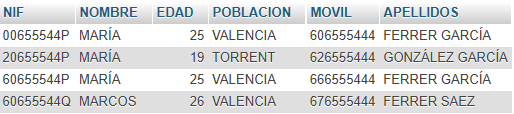 NIF NOMBRE EDAD POBLACION MOVIL APELLIDOS
00655544P MARÍA 25 VALENCIA 606555444 FERRER GARCÍA
20655544P MARÍA 19 TORRENT 626555444 GONZÁLEZ GARCÍA
60655544P MARÍA 25 VALENCIA 666555444 FERRER GARCÍA
60655544Q MARCOS 26 VALENCIA 676555444 FERRER SAEZ